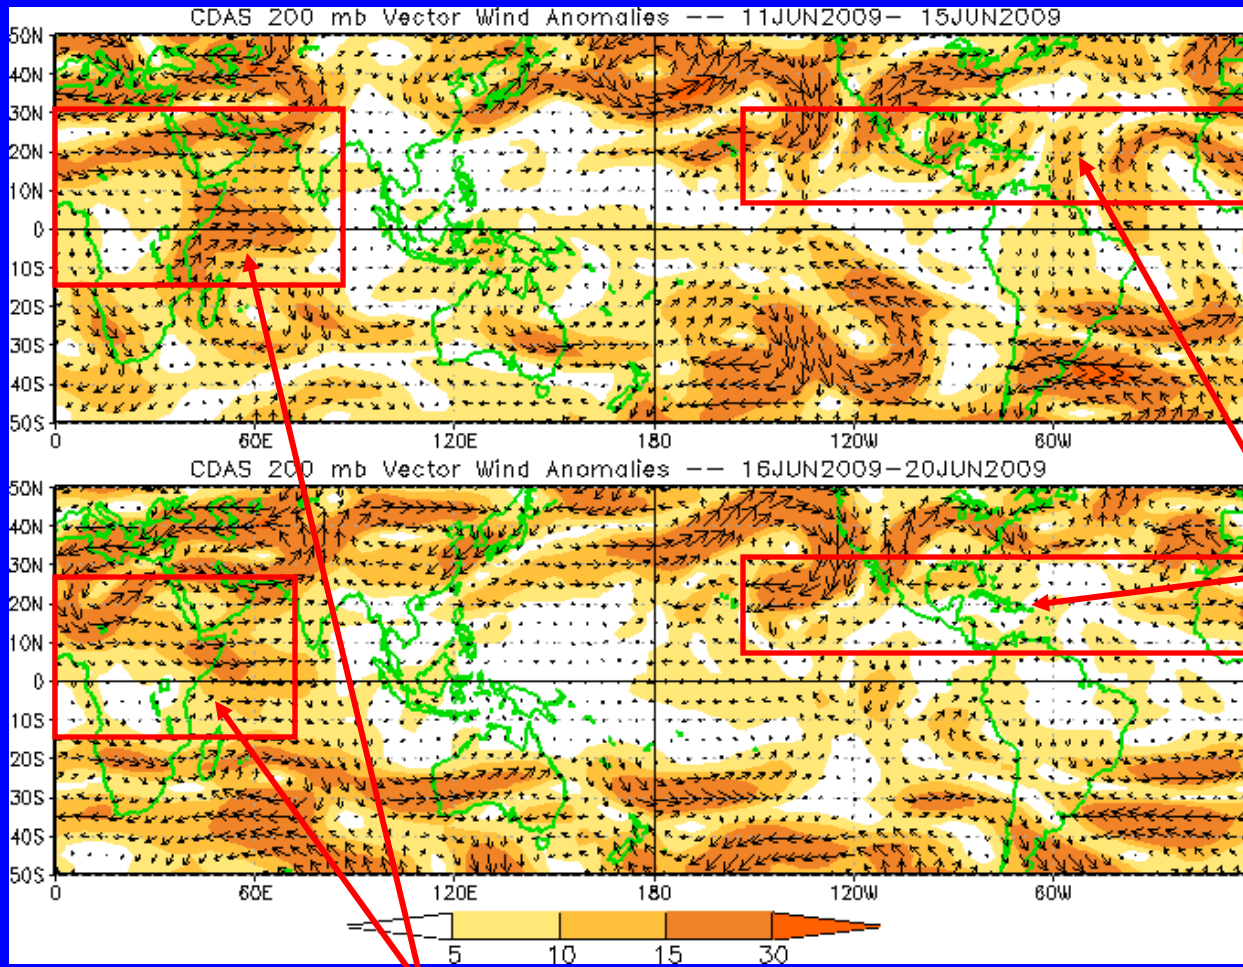 CDAS 200 mb Vector Wind Anomalies -- 11JUN2009- 15JUN2009
50N
40N
30N
20N
10N
0
10S
20S
30S
40S
50S
0 60E 120E 180 120W 60W
CDAS 200 mb Vector Wind Anomalies -- 16JUN2009-20JUN2009
50N
40N
30N
20N
10N
0
10S
20S
30S
40S
50S
0 60E 120E 180 120W 60W
5 10 15 30